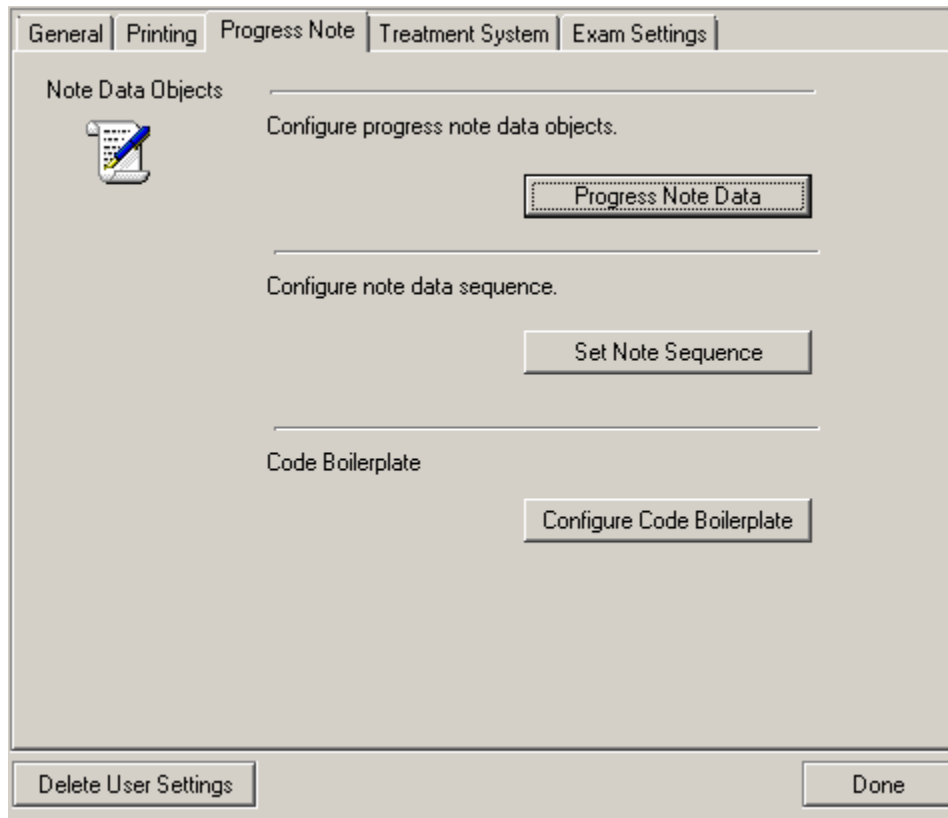 General
Printing
Progress Note
Treatment System
Exam Settings
Note Data Objects
Configure progress note data objects.
Progress Note Data
Configure note data sequence.
Set Note Sequence
Code Boilerplate
Configure Code Boilerplate
Delete User Settings
Done